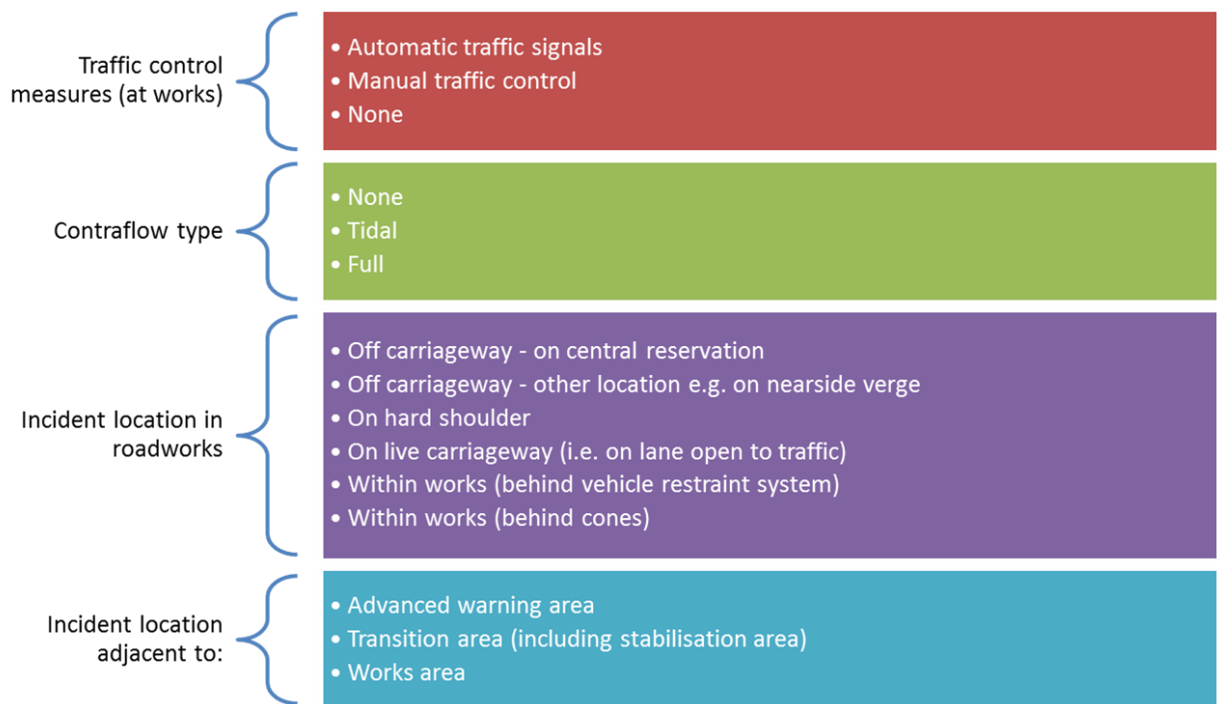 Traffic control
measures (at works)
• Automatic traffic signals
• Manual traffic control
• None
Contraflow type
• None
• Tidal
• Full
Incident location in
roadworks
• Off carriageway - on central reservation
• Off carriageway - other location e.g. on nearside verge
• On hard shoulder
• On live carriageway (i.e. on lane open to traffic)
• Within works (behind vehicle restraint system)
• Within works (behind cones)
Incident location
adjacent to:
• Advanced warning area
• Transition area (including stabilisation area)
• Works area